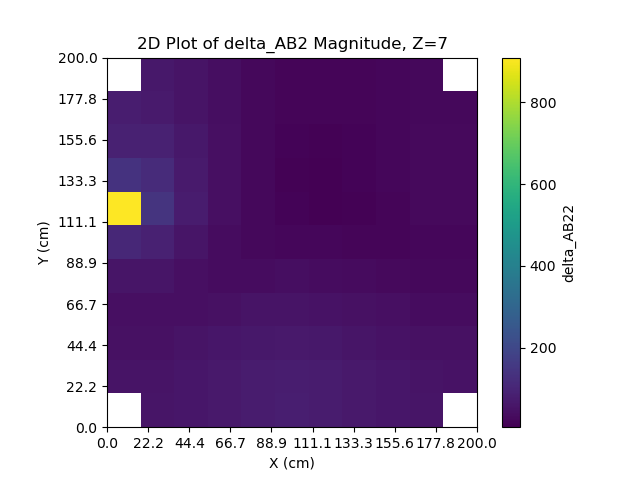 2D Plot of delta_AB2 Magnitude, Z=7
200.0
177.8
155.6
133.3
111.1
88.9
66.7
44.4
22.2
0.0
Y (cm)
0.0 22.2 44.4 66.7 88.9 111.1 133.3 155.6 177.8 200.0
X (cm)
800
600
400
200
delta_AB22